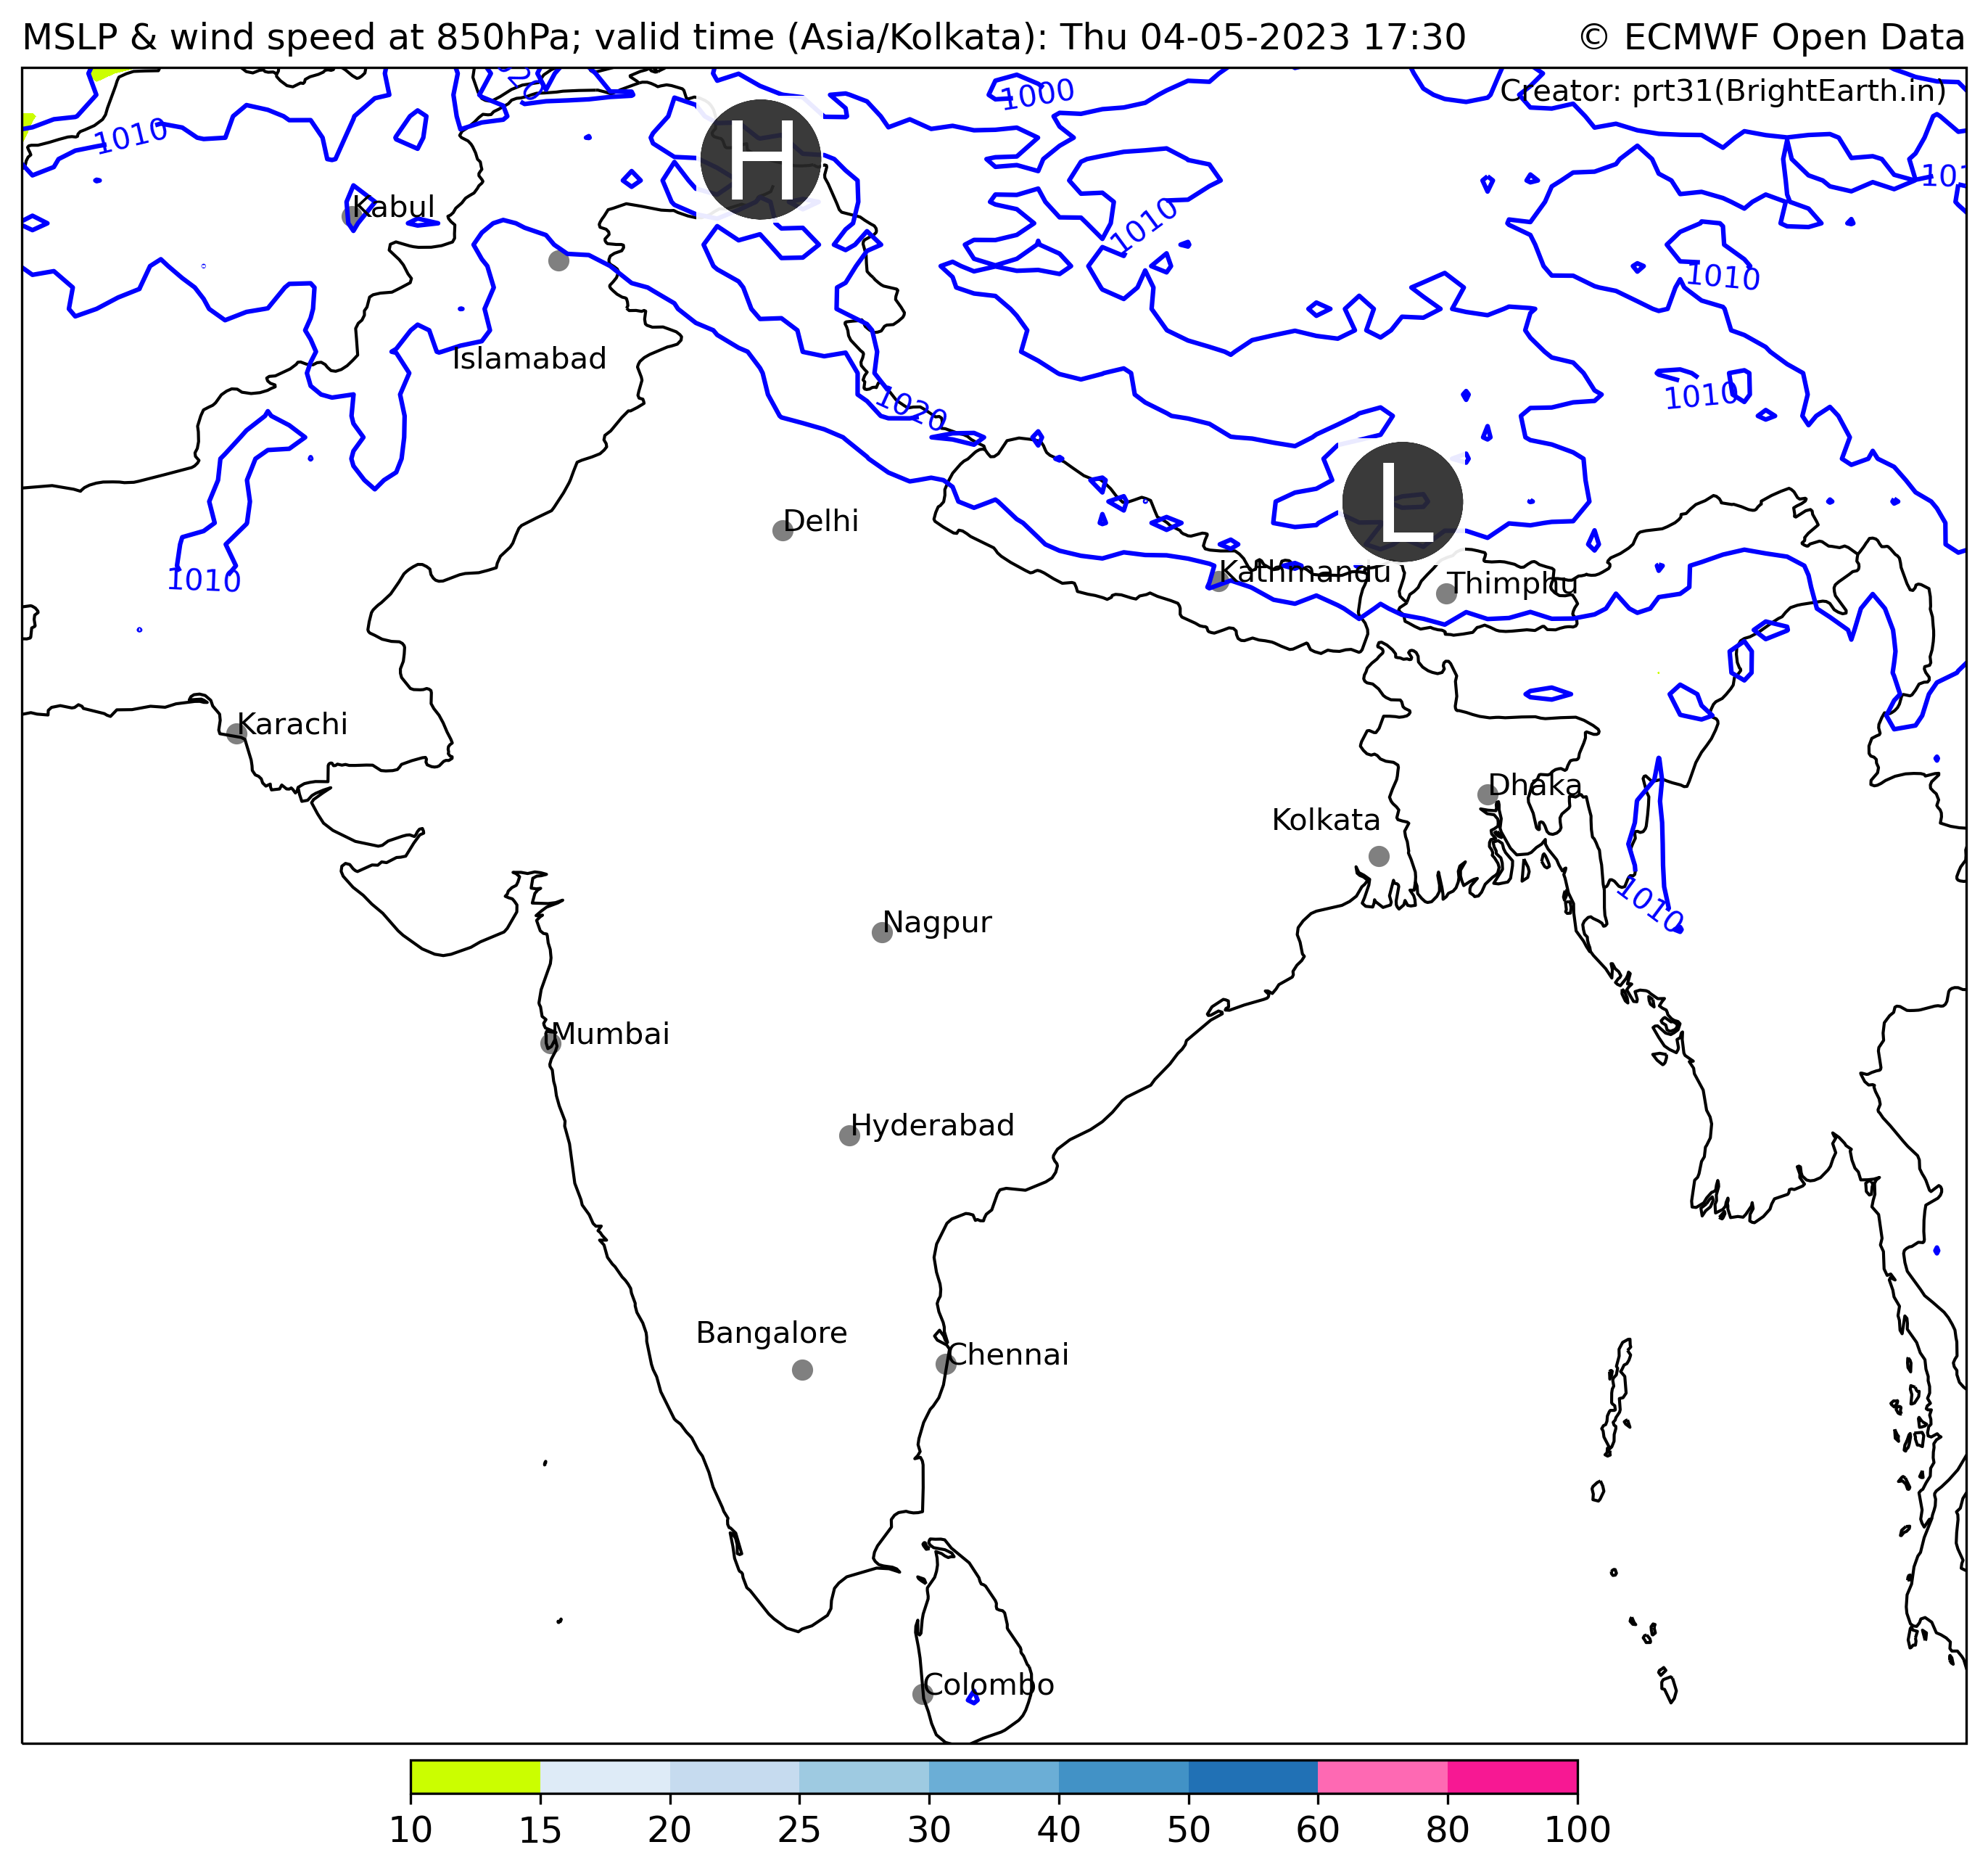 MSLP & wind speed at 850hPa; valid time (Asia/Kolkata): Thu 04-05-2023 17:30
© ECMWF Open Data
Creator: prt31(BrightEarth.in)
1000
1010
H
101
Kabul
1010
1010
Islamabad
1010
1020
L
Delhi
1010
Kathmandu
Thimphu
Karachi
Dhaka
Kolkata
1010
Nagpur
Mumbai
Hyderabad
Bangalore
Chennai
Colombo
10 15 20 25 30 40 50 60 80 100